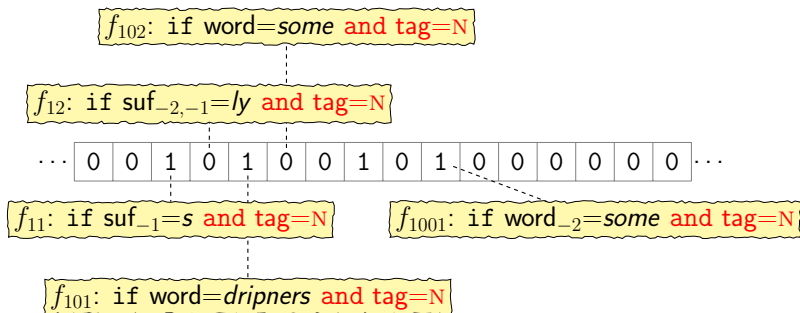 f₁₀₂: if word=some and tag=N
f₁₂: if suf₋₂,₋₁=ly and tag=N
··· 0 0 1 0 1 0 0 1 0 1 0 0 0 0 0 0 ···
f₁₁: if suf₋₁=s and tag=N
f₁₀₀₁: if word₋₂=some and tag=N
f₁₀₁: if word=dripners and tag=N